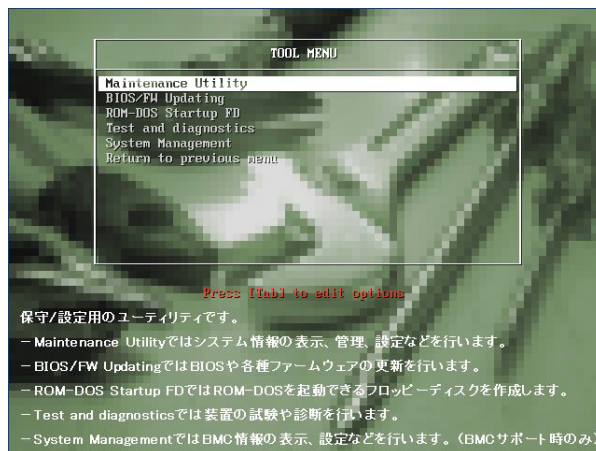 TOOL MENU
Maintenance Utility
BIOS/FW Updating
ROM-DOS Startup FD
Test and diagnostics
System Management
Return to previous menu
Press [Tab] to edit options
保守/設定用のユーティリティです。
－Maintenance Utilityではシステム情報の表示、管理、設定などを行います。
－BIOS/FW UpdatingではBIOSや各種ファームウェアの更新を行います。
－ROM-DOS Startup FDではROM-DOSを起動できるフロッピーディスクを作成します。
－Test and diagnosticsでは装置の試験や診断を行います。
－System ManagementではBMC情報の表示、設定などを行います。（BMCサポート時のみ）